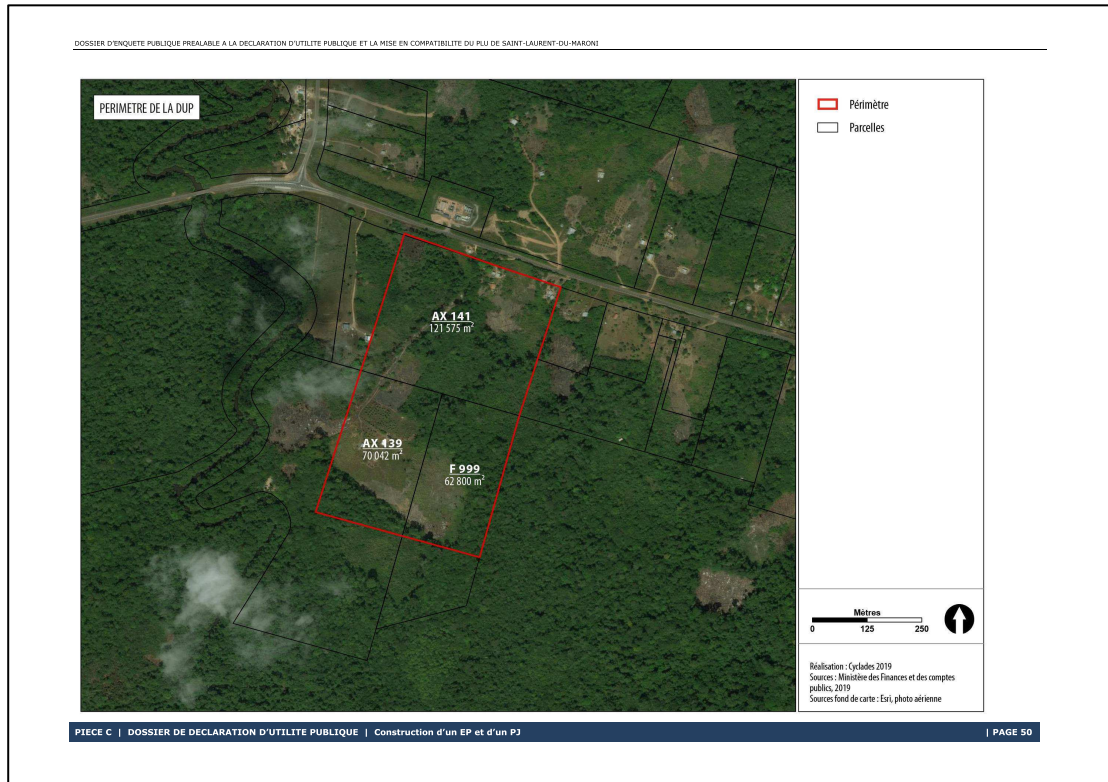 DOSSIER D'ENQUETE PUBLIQUE PREALABLE A LA DECLARATION D'UTILITE PUBLIQUE ET LA MISE EN COMPATIBILITE DU PLU DE SAINT-LAURENT-DU-MARONI
PERIMETRE DE LA DUP
AX 141
121 575 m²
AX 139
70 042 m²
F 999
62 800 m²
Périmètre
Parcelles
Mètres
0 125 250
Réalisation : Cyclades 2019
Sources : Ministère des Finances et des comptes
publics, 2019
Sources fond de carte : Esri, photo aérienne
PIECE C | DOSSIER DE DECLARATION D'UTILITE PUBLIQUE | Construction d'un EP et d'un PJ | PAGE 50